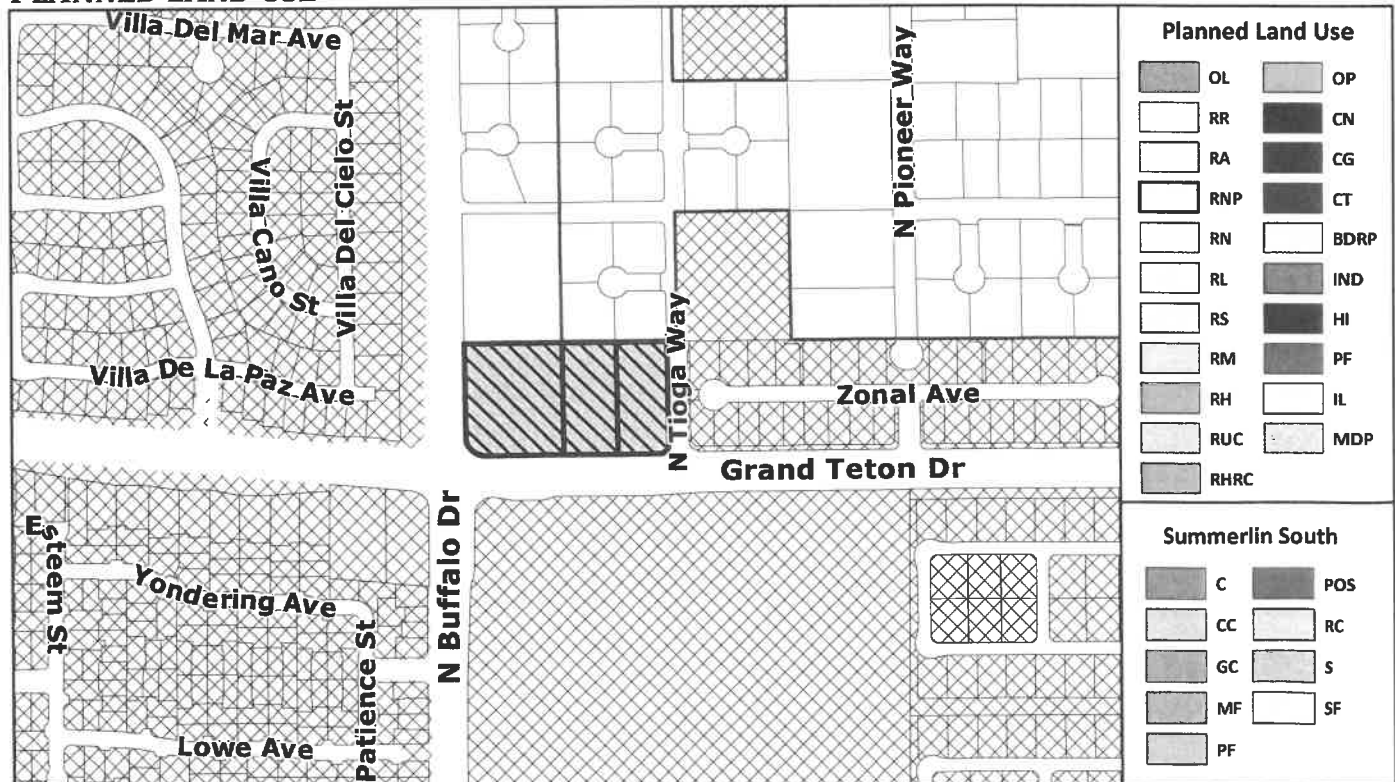 PLANNED LAND USE
Villa Del Mar Ave
Villa Cano St
Villa Del Cielo St
Villa De La Paz Ave
N Tioga Way
N Pioneer Way
Zonal Ave
Grand Teton Dr
N Buffalo Dr
Esteem St
Yondering Ave
Patience St
Lowe Ave
Planned Land Use
OL OP
RR CN
RA CG
RNP CT
RN BDRP
RL IND
RS HI
RM PF
RH IL
RUC MDP
RHRC
Summerlin South
C POS
CC RC
GC S
MF SF
PF